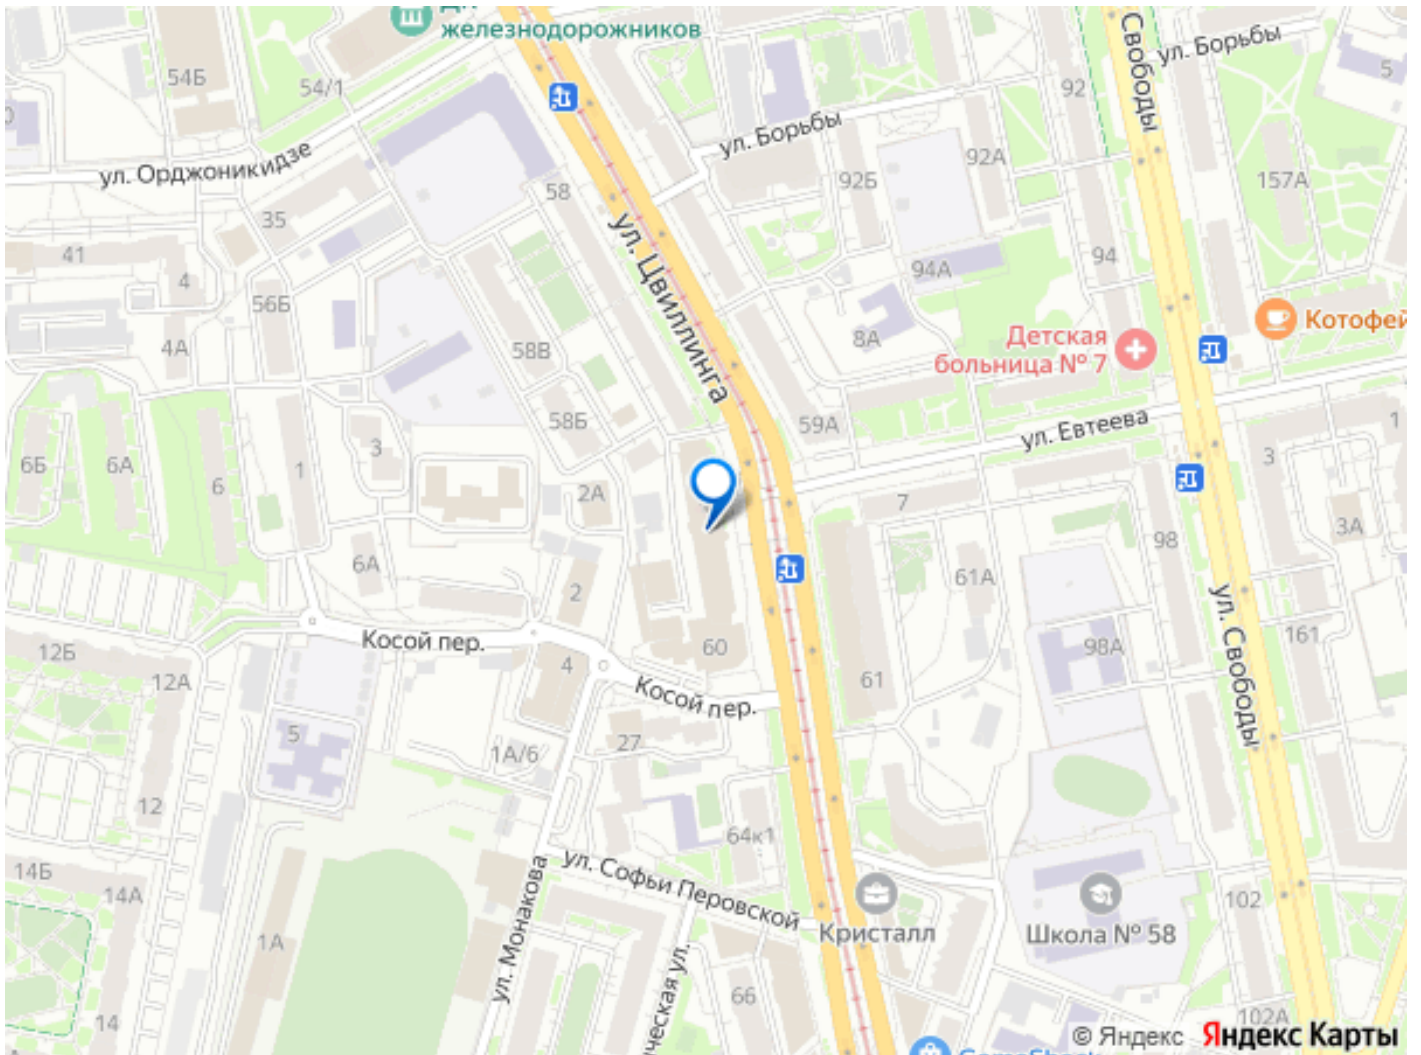 ДК
железнодорожников
Свободы
ул. Борьбы
5
54Б
54/1
92
ул. Борьбы
92А
92Б
157А
ул. Орджоникидзе
58
35
41
4
56Б
4А
ул. Цвиллинга
94
94А
8А
Детская
больница № 7
Котофей
58В
58Б
59А
ул. Евтеева
1
3
6Б
6А
6
1
3
2А
7
3А
98
6А
2
61А
ул. Свободы
161
98А
Косой пер.
60
4
61
12Б
12А
Косой пер.
5
1А/6
27
12
64к1
14Б
14А
ул. Софьи Перовской
Кристалл
Школа № 58
102
1А
ул. Монакова
ческая ул.
66
14
102А
© Яндекс Яндекс Карты